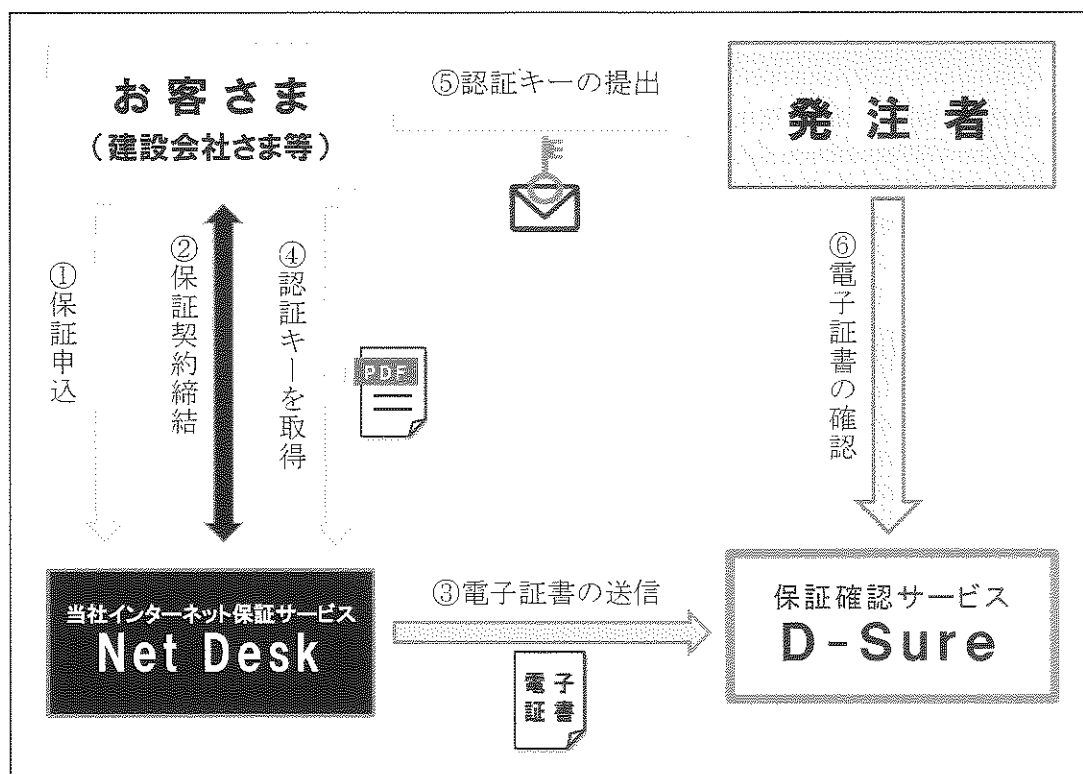 お客さま
（建設会社さま等）
⑤認証キーの提出
発注者
①保証申込
②保証契約締結
④認証キーを取得
PDF
⑥電子証書の確認
当社インターネット保証サービス
Net Desk
③電子証書の送信
電子
証書
保証確認サービス
D-Sure